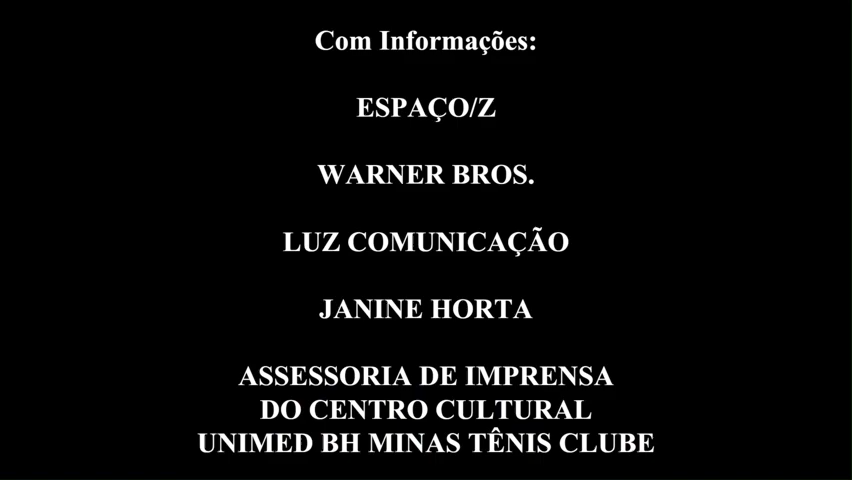 Com Informações:
ESPAÇO/Z
WARNER BROS.
LUZ COMUNICAÇÃO
JANINE HORTA
ASSESSORIA DE IMPRENSA
DO CENTRO CULTURAL
UNIMED BH MINAS TÊNIS CLUBE